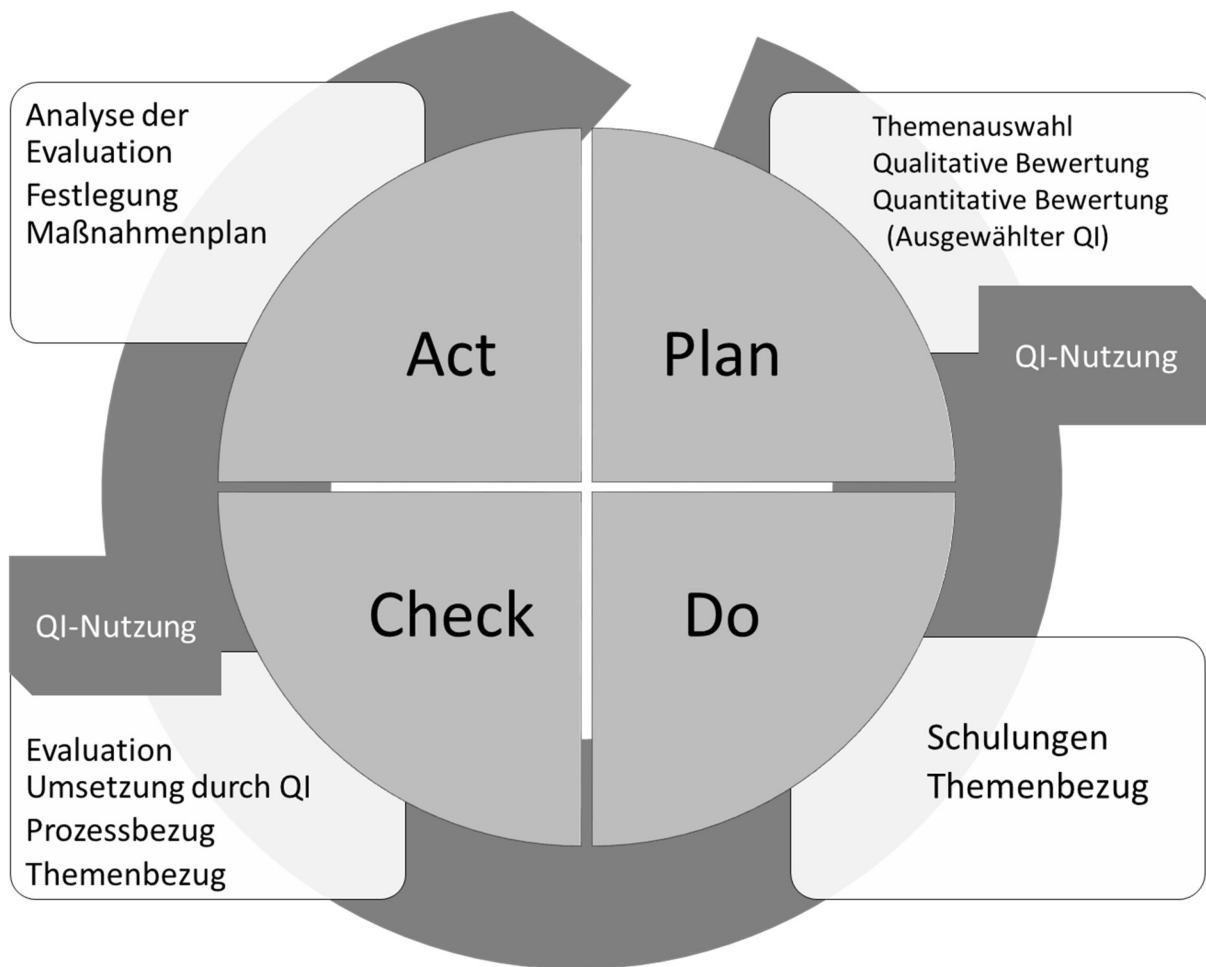 Analyse der
Evaluation
Festlegung
Maßnahmenplan
Themenauswahl
Qualitative Bewertung
Quantitative Bewertung
(Ausgewählter QI)
Act
Plan
QI-Nutzung
Check
Do
QI-Nutzung
Evaluation
Umsetzung durch QI
Prozessbezug
Themenbezug
Schulungen
Themenbezug